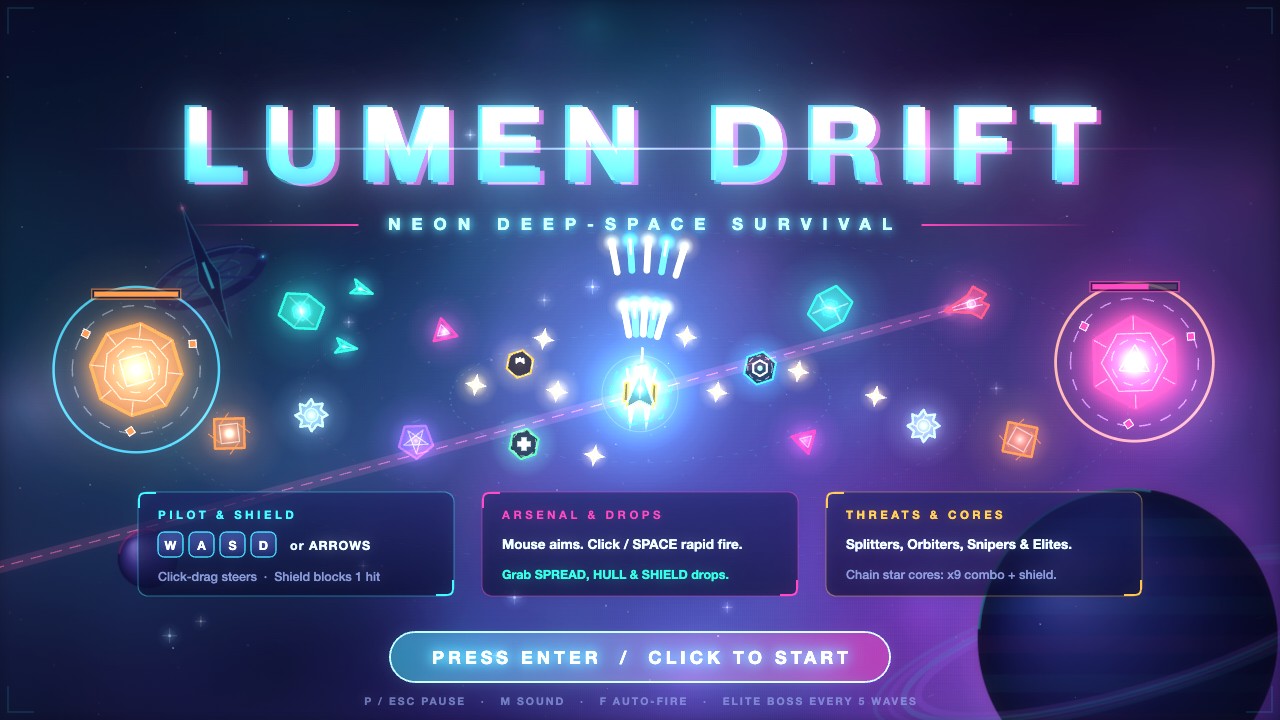 LUMEN DRIFT
NEON DEEP-SPACE SURVIVAL
PILOT & SHIELD
W A S D or ARROWS
Click-drag steers · Shield blocks 1 hit
ARSENAL & DROPS
Mouse aims. Click / SPACE rapid fire.
Grab SPREAD, HULL & SHIELD drops.
THREATS & CORES
Splitters, Orbiters, Snipers & Elites.
Chain star cores: x9 combo + shield.
PRESS ENTER / CLICK TO START
P / ESC PAUSE · M SOUND · F AUTO-FIRE · ELITE BOSS EVERY 5 WAVES